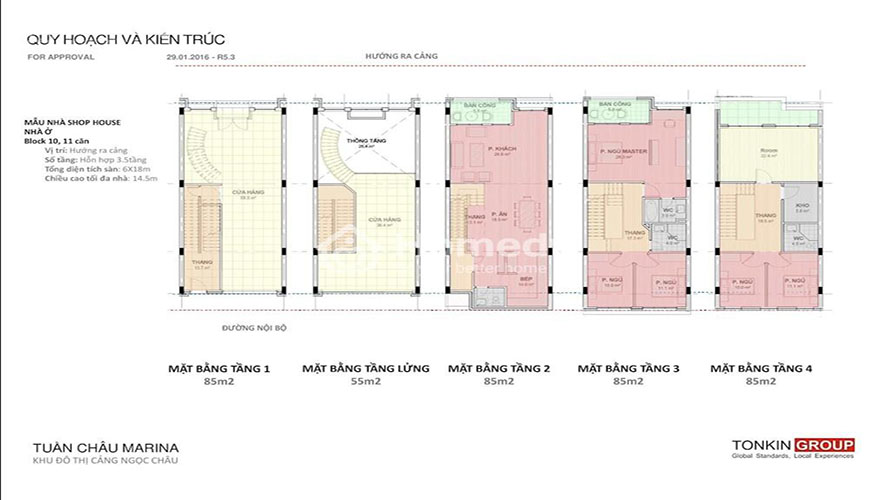 QUY HOẠCH VÀ KIẾN TRÚC
FOR APPROVAL 29.01.2016 - R5.3 HƯỚNG RA CẢNG
MẪU NHÀ SHOP HOUSE
NHÀ Ở
Block 10, 11 căn
Vị trí: Hướng ra cảng
Số tầng: Hỗn hợp 3.5tầng
Tổng diện tích sàn: 6X18m
Chiều cao tối đa nhà: 14.5m
CỬA HÀNG
THANG
THÔNG TẦNG
CỬA HÀNG
BAN CÔNG
P. KHÁCH
THANG
P. ĂN
BẾP
BAN CÔNG
P. NGỦ MASTER
WC
WC
THANG
P. NGỦ
P. NGỦ
Room
KHO
THANG
WC
P. NGỦ
P. NGỦ
Homed
better home
ĐƯỜNG NỘI BỘ
MẶT BẰNG TẦNG 1
85m2
MẶT BẰNG TẦNG LỬNG
55m2
MẶT BẰNG TẦNG 2
85m2
MẶT BẰNG TẦNG 3
85m2
MẶT BẰNG TẦNG 4
85m2
TUẦN CHÂU MARINA
KHU ĐÔ THỊ CẢNG NGỌC CHÂU
TONKIN GROUP
Global Standards, Local Experiences